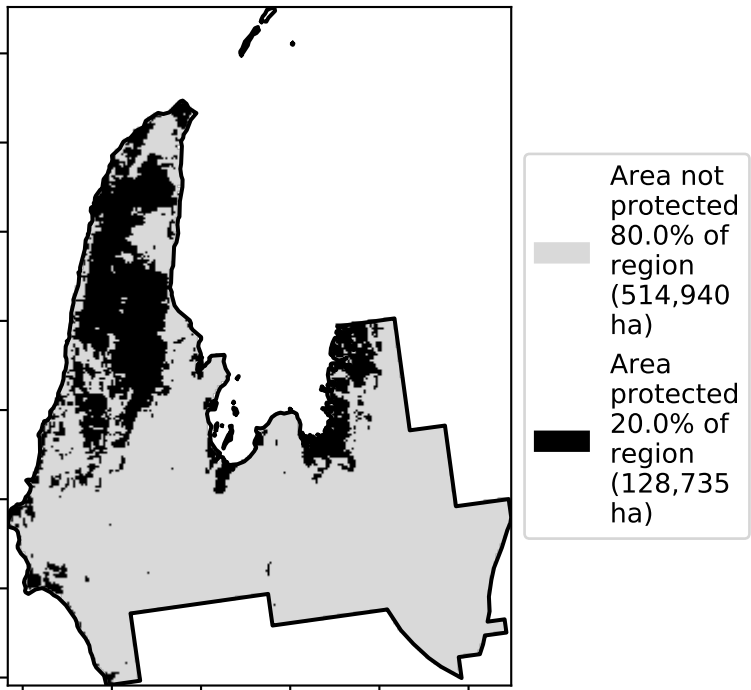 Area not
protected
80.0% of
region
(514,940
ha)
Area
protected
20.0% of
region
(128,735
ha)